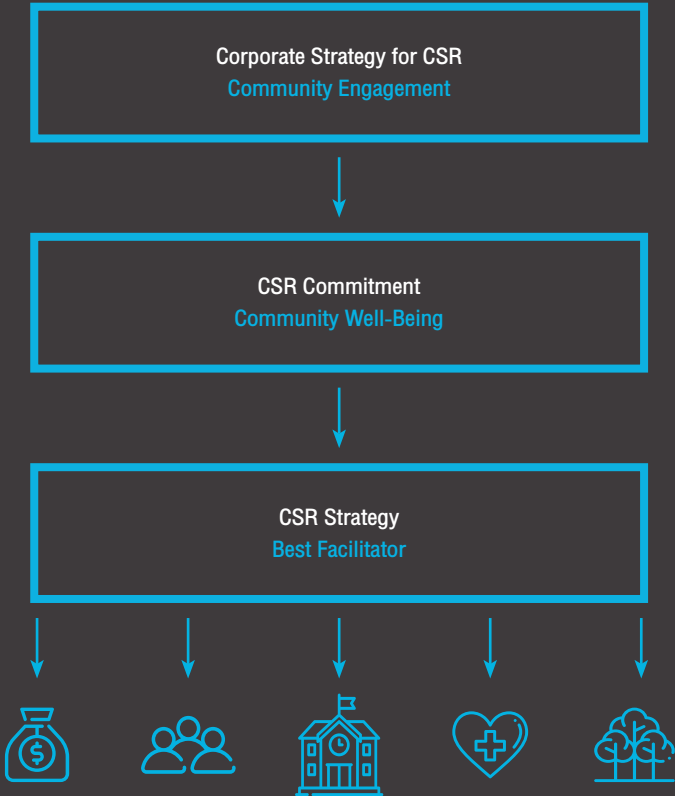 Corporate Strategy for CSR
Community Engagement
CSR Commitment
Community Well-Being
CSR Strategy
Best Facilitator
$